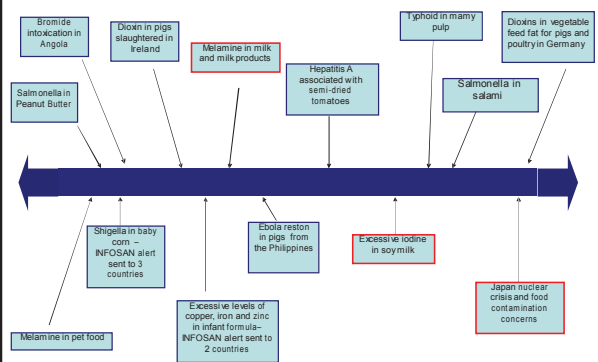 Bromide
intoxication in
Angola
Dioxin in pigs
slaughtered in
Ireland
Melamine in milk
and milk products
Typhoid in mamy
pulp
Dioxins in vegetable
feed fat for pigs and
poultry in Germany
Salmonella in
Peanut Butter
Hepatitis A
associated with
semi-dried
tomatoes
Salmonella in
salami
Shigella in baby
corn –
INFOSAN alert
sent to 3
countries
Ebola reston
in pigs from
the Philippines
Excessive iodine
in soy milk
Melamine in pet food
Excessive levels of
copper, iron and zinc
in infant formula–
INFOSAN alert sent to
2 countries
Japan nuclear
crisis and food
contamination
concerns